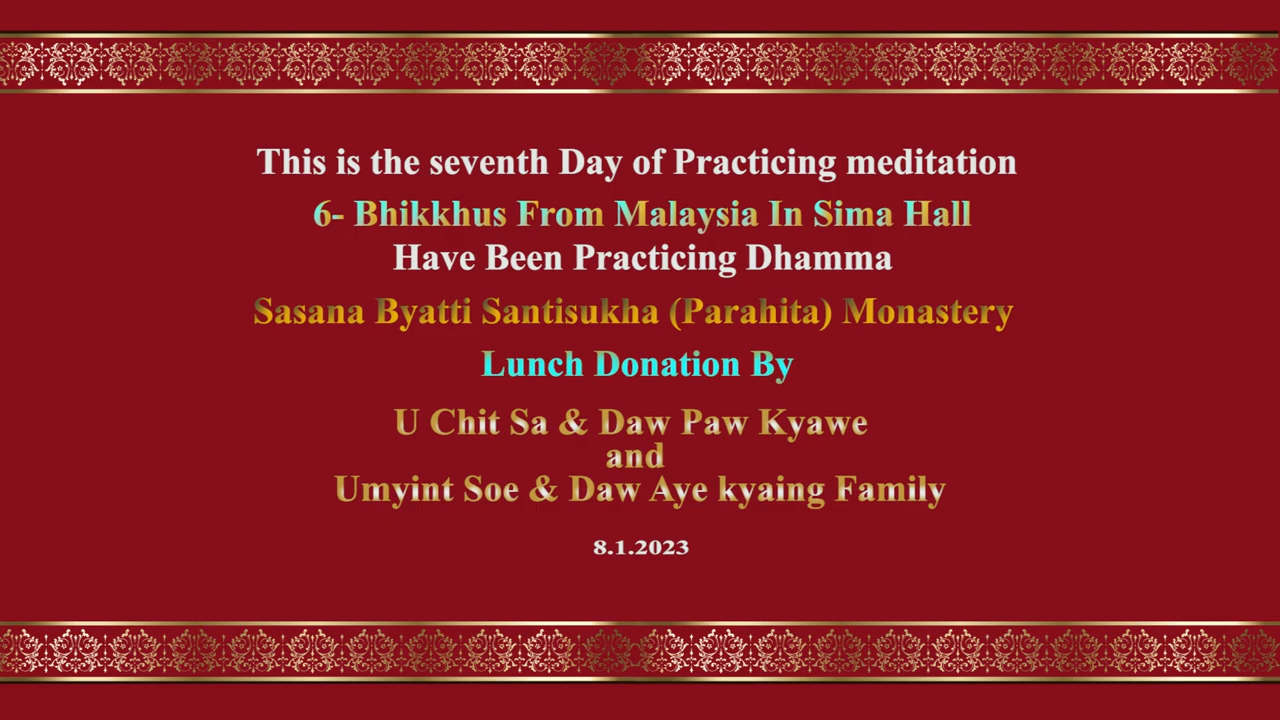 This is the seventh Day of Practicing meditation
6- Bhikkhus From Malaysia In Sima Hall
Have Been Practicing Dhamma
Sasana Byatti Santisukha (Parahita) Monastery
Lunch Donation By
U Chit Sa & Daw Paw Kyawe
and
Umyint Soe & Daw Aye kyaing Family
8.1.2023